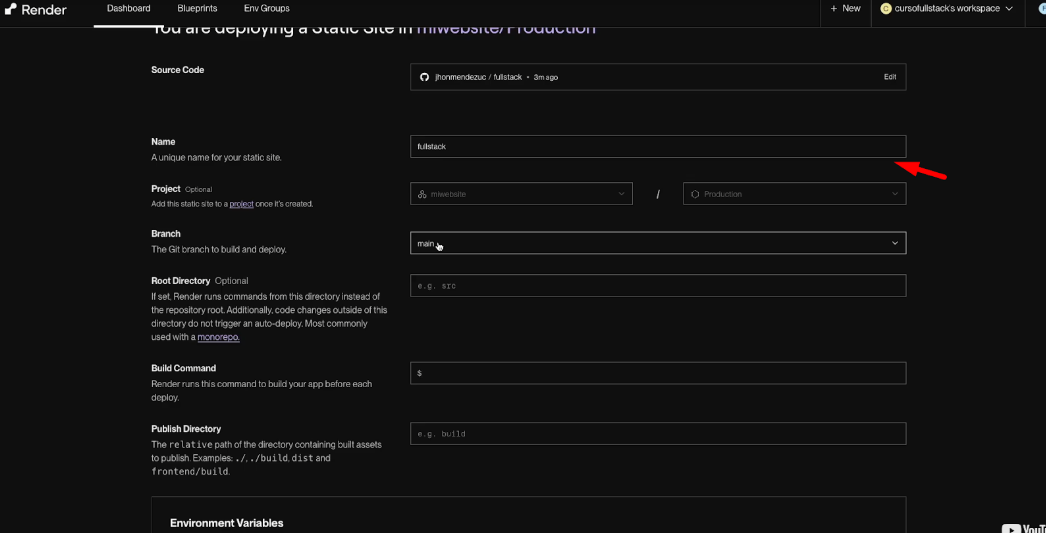 Render
Dashboard
Blueprints
Env Groups
+ New
C cursofullstack's workspace
You are deploying a Static Site in miwebsite/Production
Source Code
jhonmendezuc / fullstack • 3m ago
Edit
Name
A unique name for your static site.
fullstack
Project Optional
Add this static site to a project once it's created.
miwebsite / Production
Branch
The Git branch to build and deploy.
main
Root Directory Optional
If set, Render runs commands from this directory instead of
the repository root. Additionally, code changes outside of this
directory do not trigger an auto-deploy. Most commonly
used with a monorepo.
e.g. src
Build Command
Render runs this command to build your app before each
deploy.
$
Publish Directory
The relative path of the directory containing built assets
to publish. Examples: ./, ./build, dist and
frontend/build.
e.g. build
Environment Variables